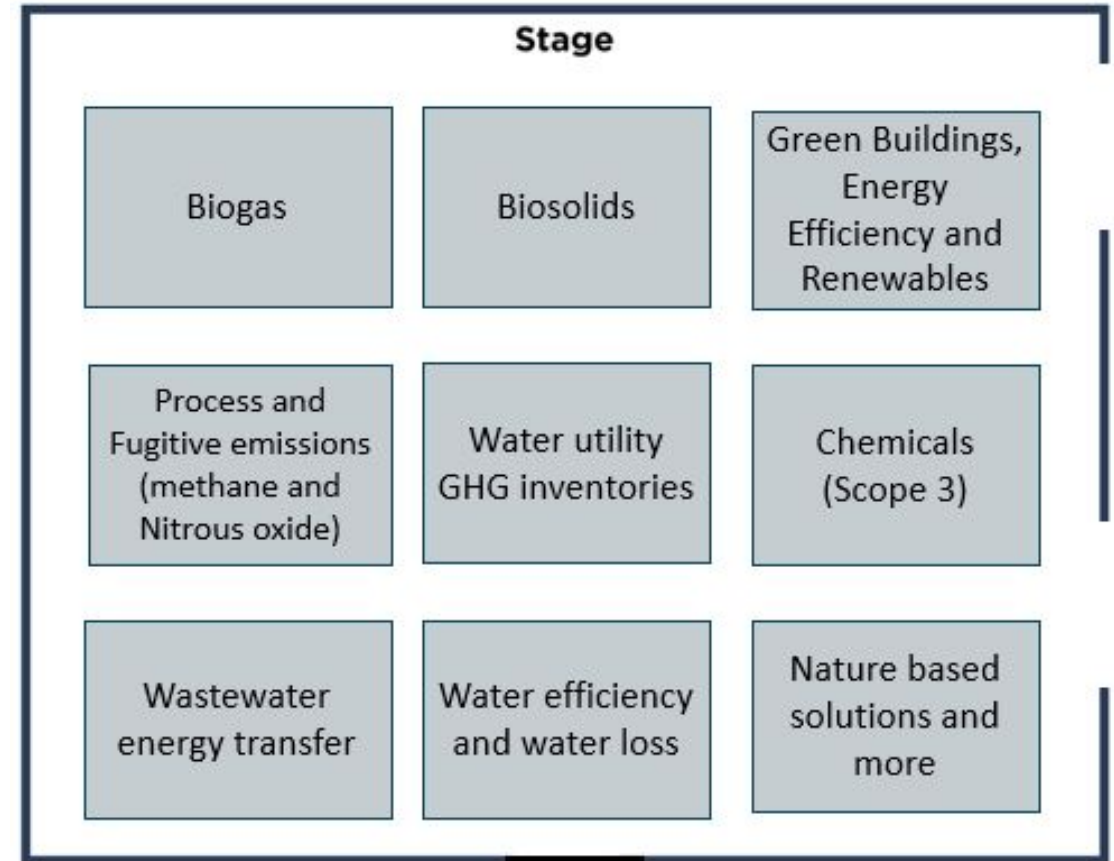 Stage
Biogas
Biosolids
Green Buildings,
Energy
Efficiency and
Renewables
Process and
Fugitive emissions
(methane and
Nitrous oxide)
Water utility
GHG inventories
Chemicals
(Scope 3)
Wastewater
energy transfer
Water efficiency
and water loss
Nature based
solutions and
more